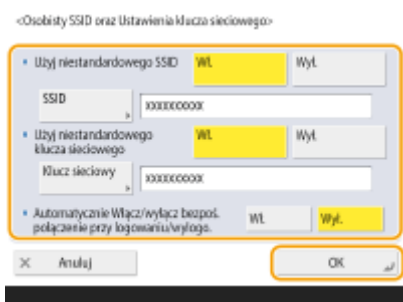 <Osobisty SSID oraz Ustawienia klucza sieciowego>
Użyj niestandardowego SSID Wł. Wył.
SSID xxxxxxxxxx
Użyj niestandardowego Wł. Wył.
klucza sieciowego
Klucz sieciowy xxxxxxxxxx
Automatycznie Włącz/wyłącz bezpoś. Wł. Wył.
połączenie przy logowaniu/wylogo.
Anuluj OK